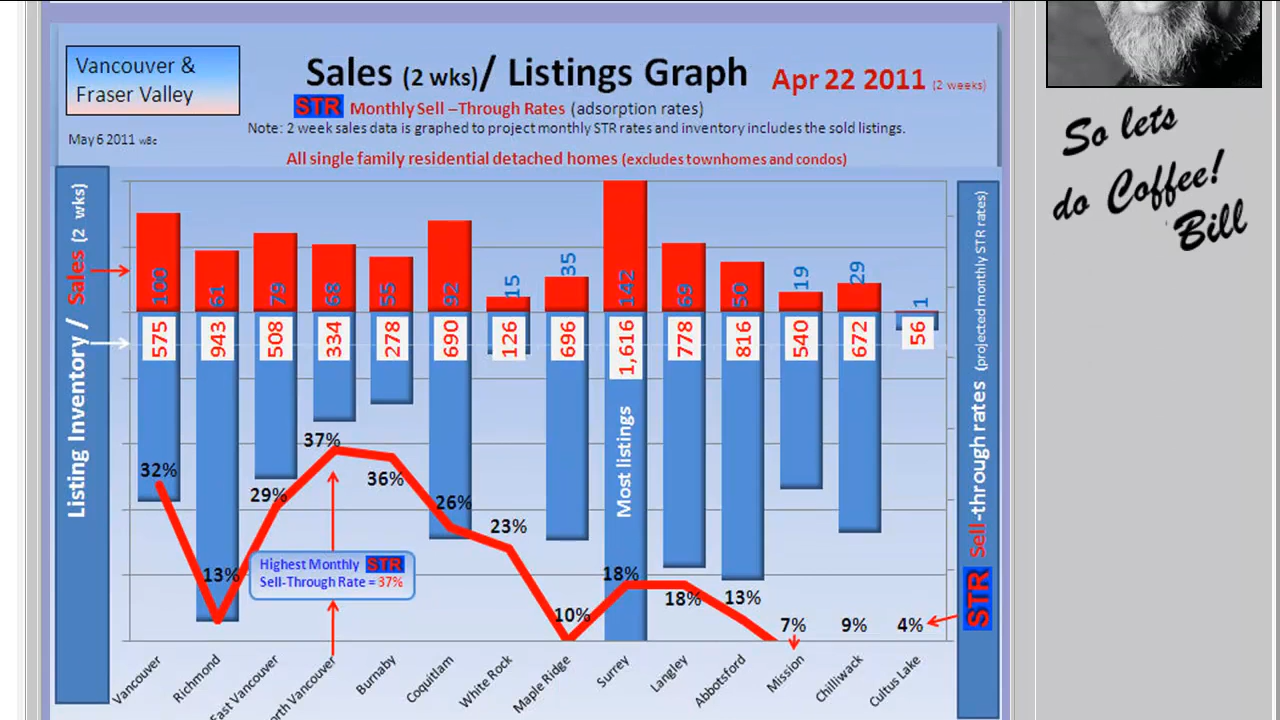 Vancouver &
Fraser Valley
Sales (2 wks)/ Listings Graph
Apr 22 2011 (2 weeks)
STR Monthly Sell –Through Rates (adsorption rates)
May 6 2011 wBc
Note: 2 week sales data is graphed to project monthly STR rates and inventory includes the sold listings.
All single family residential detached homes (excludes townhomes and condos)
Listing Inventory / Sales (2 wks)
100 61 79 68 55 92 15 35 142 69 50 19 29 1
575 943 508 334 278 690 126 696 1,616 778 816 540 672 56
Most listings
32% 13% 29% 37% 36% 26% 23% 10% 18% 18% 13% 7% 9% 4%
Highest Monthly STR
Sell-Through Rate = 37%
STR Sell-through rates (projected monthly STR rates)
Vancouver
Richmond
East Vancouver
orth Vancouver
Burnaby
Coquitlam
White Rock
Maple Ridge
Surrey
Langley
Abbotsford
Mission
Chilliwack
Cultus Lake
So lets
do Coffee!
Bill